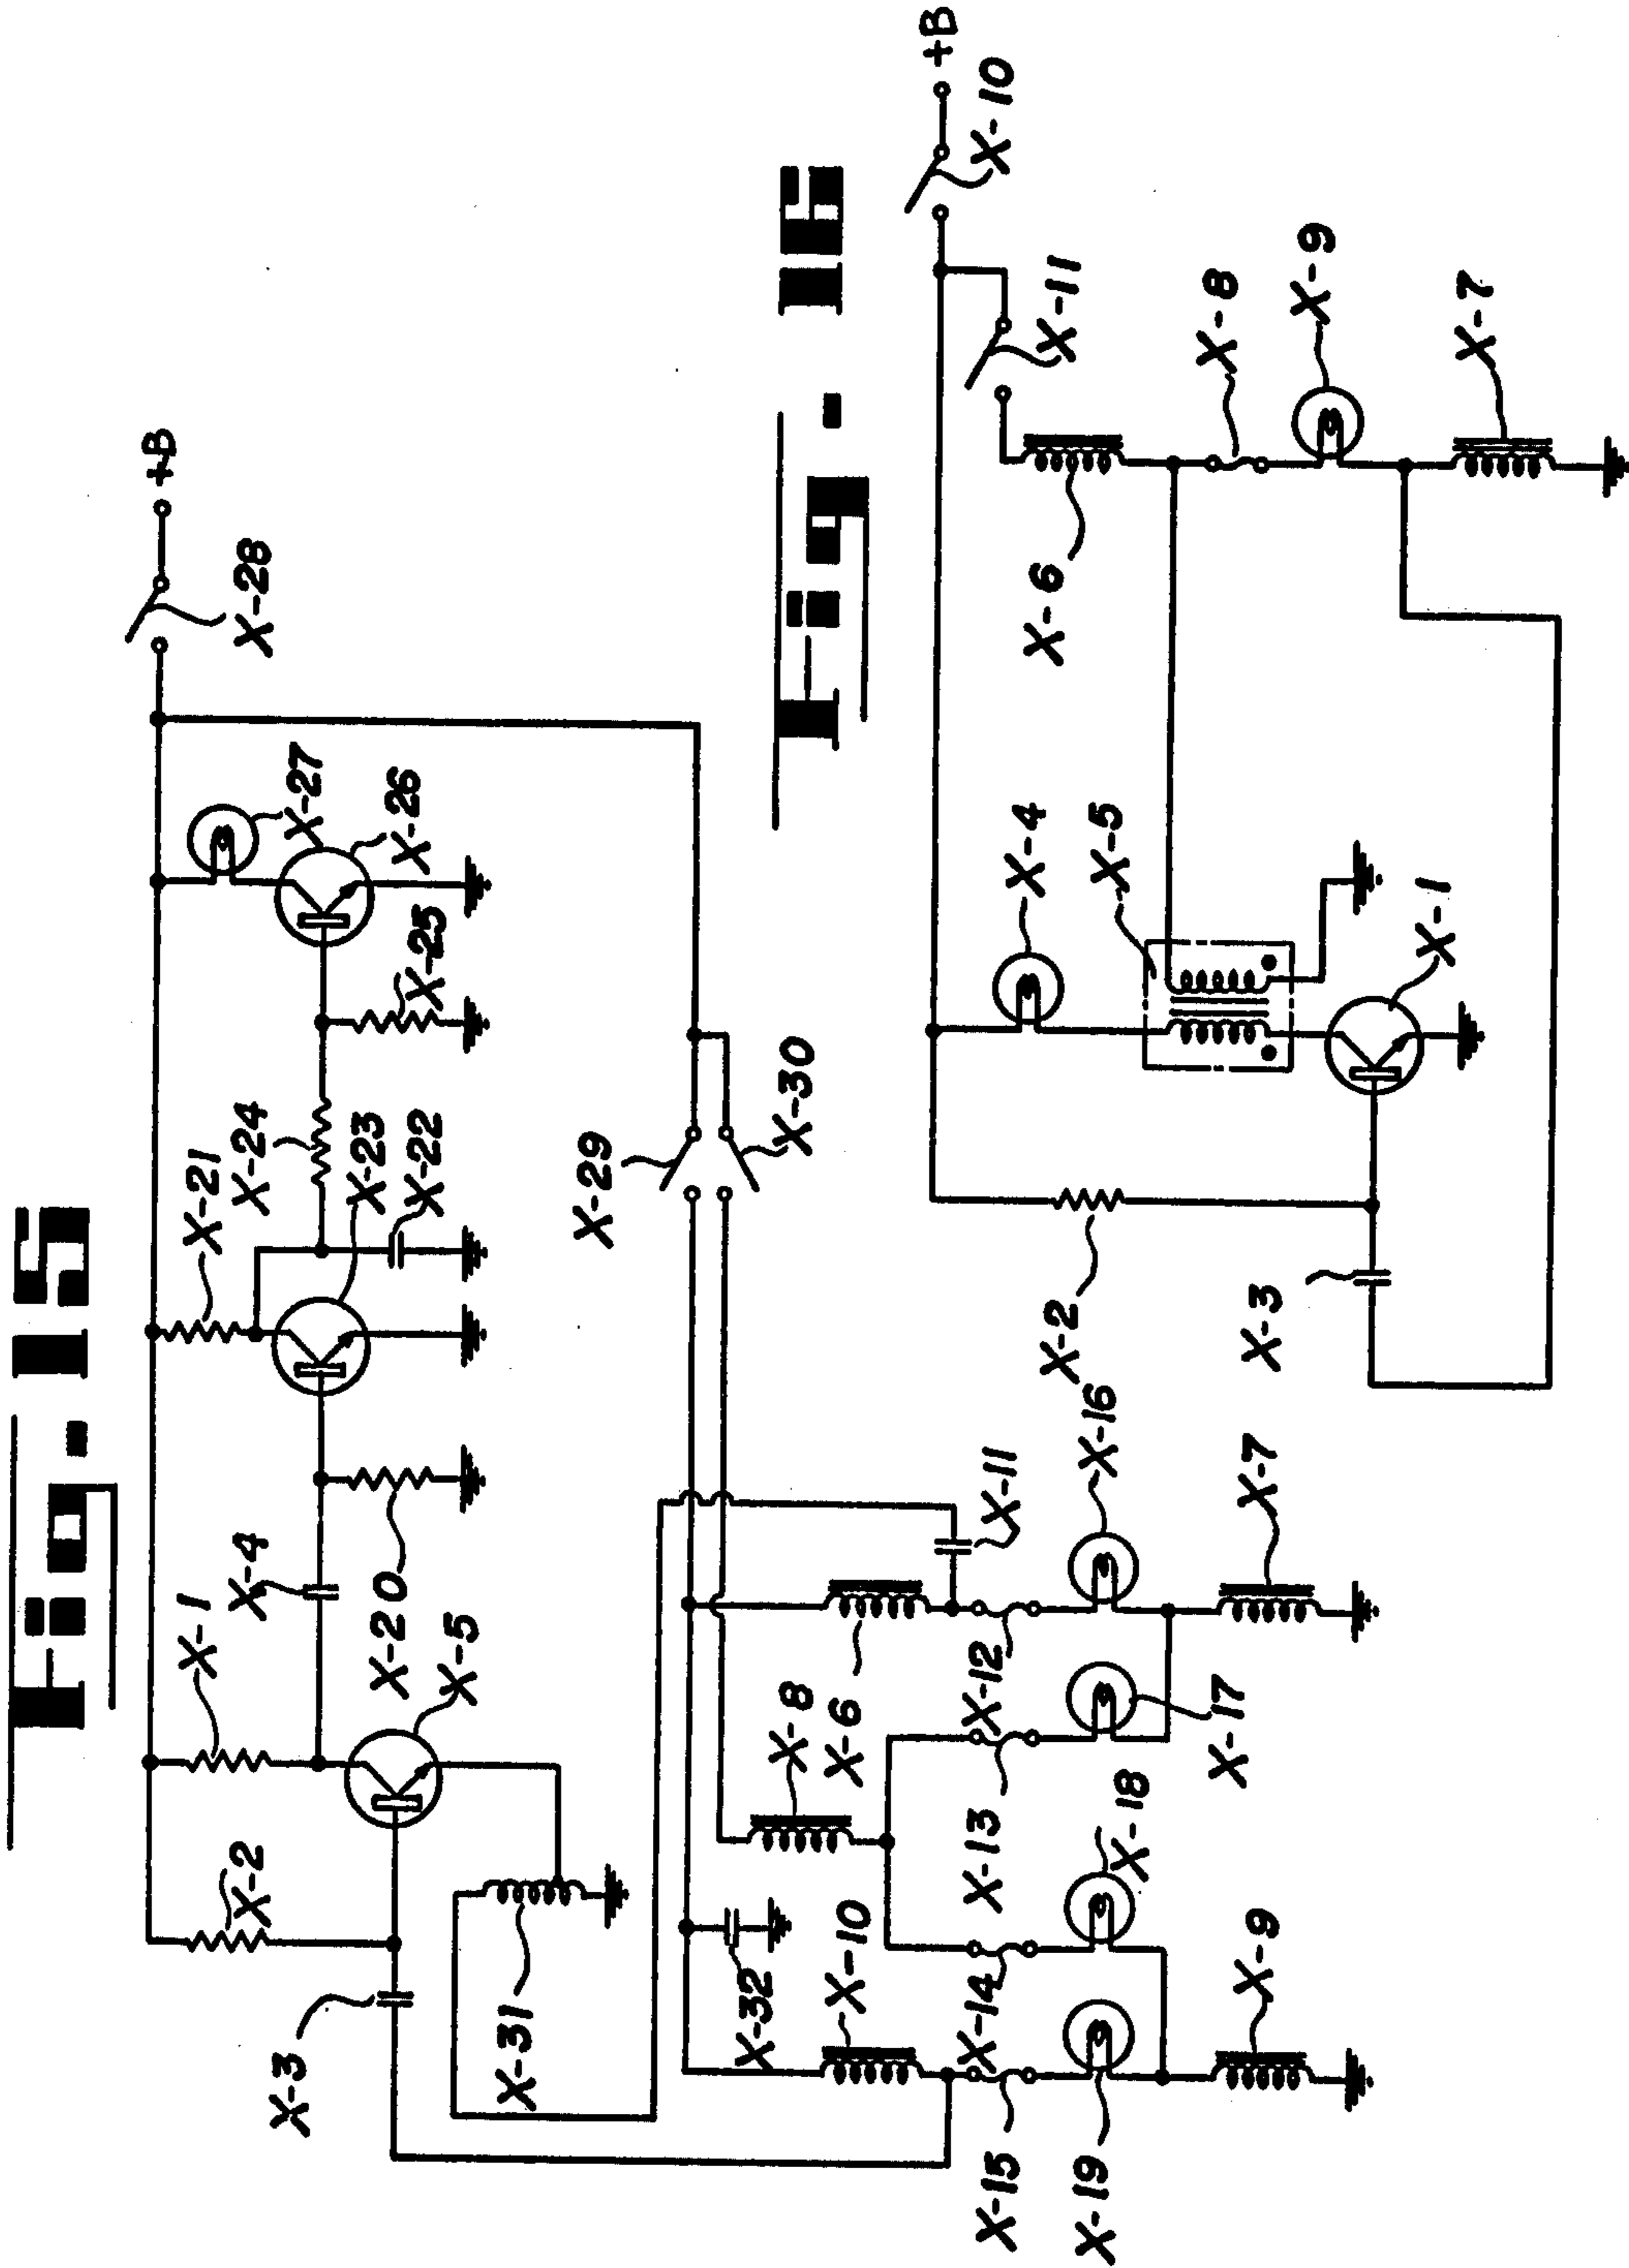 Fig. 15
+B
X-28
X-27
X-26
X-25
X-21
X-24
X-23
X-22
X-1
X-4
X-20
X-5
X-2
X-3
X-31
X-29
X-30
X-11
X-16
X-8
X-6
X-12
X-7
X-13
X-17
X-18
X-32
X-10
X-14
X-9
X-15
X-19
Fig. 16
+B
X-10
X-11
X-8
X-9
X-6
X-7
X-4
X-5
X-1
X-2
X-3